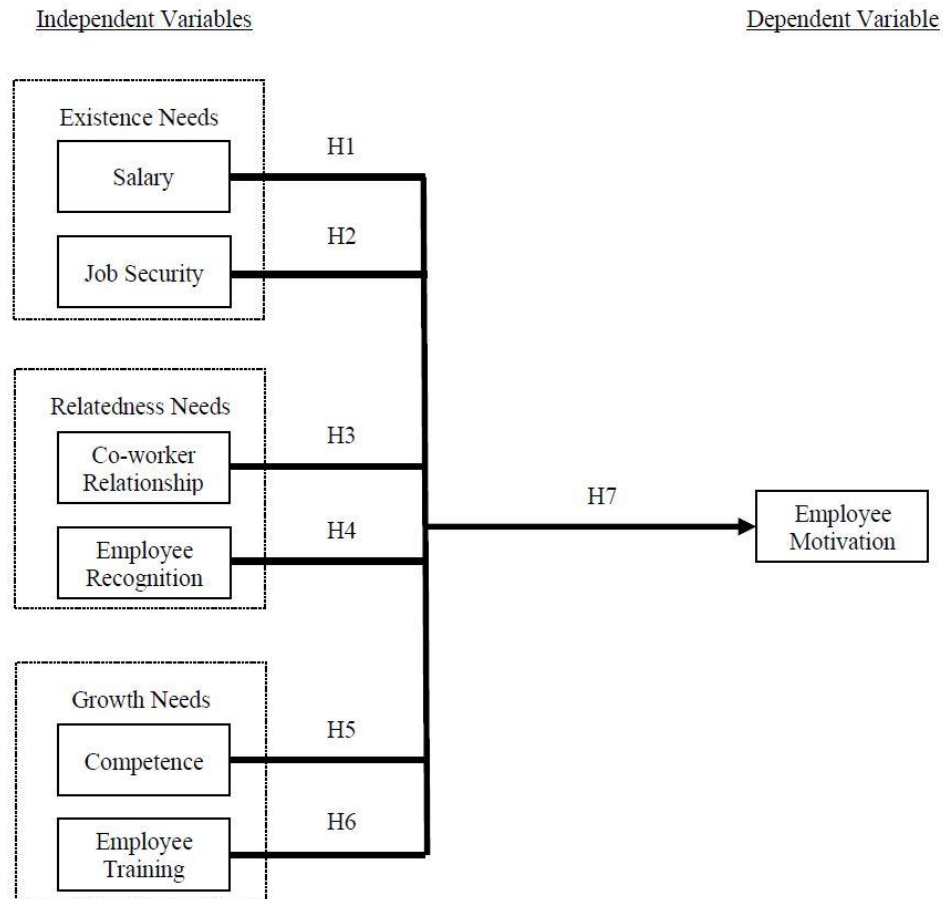 Independent Variables
Dependent Variable
Existence Needs
Salary
H1
Job Security
H2
Relatedness Needs
Co-worker
Relationship
H3
Employee
Recognition
H4
H7
Employee
Motivation
Growth Needs
Competence
H5
Employee
Training
H6